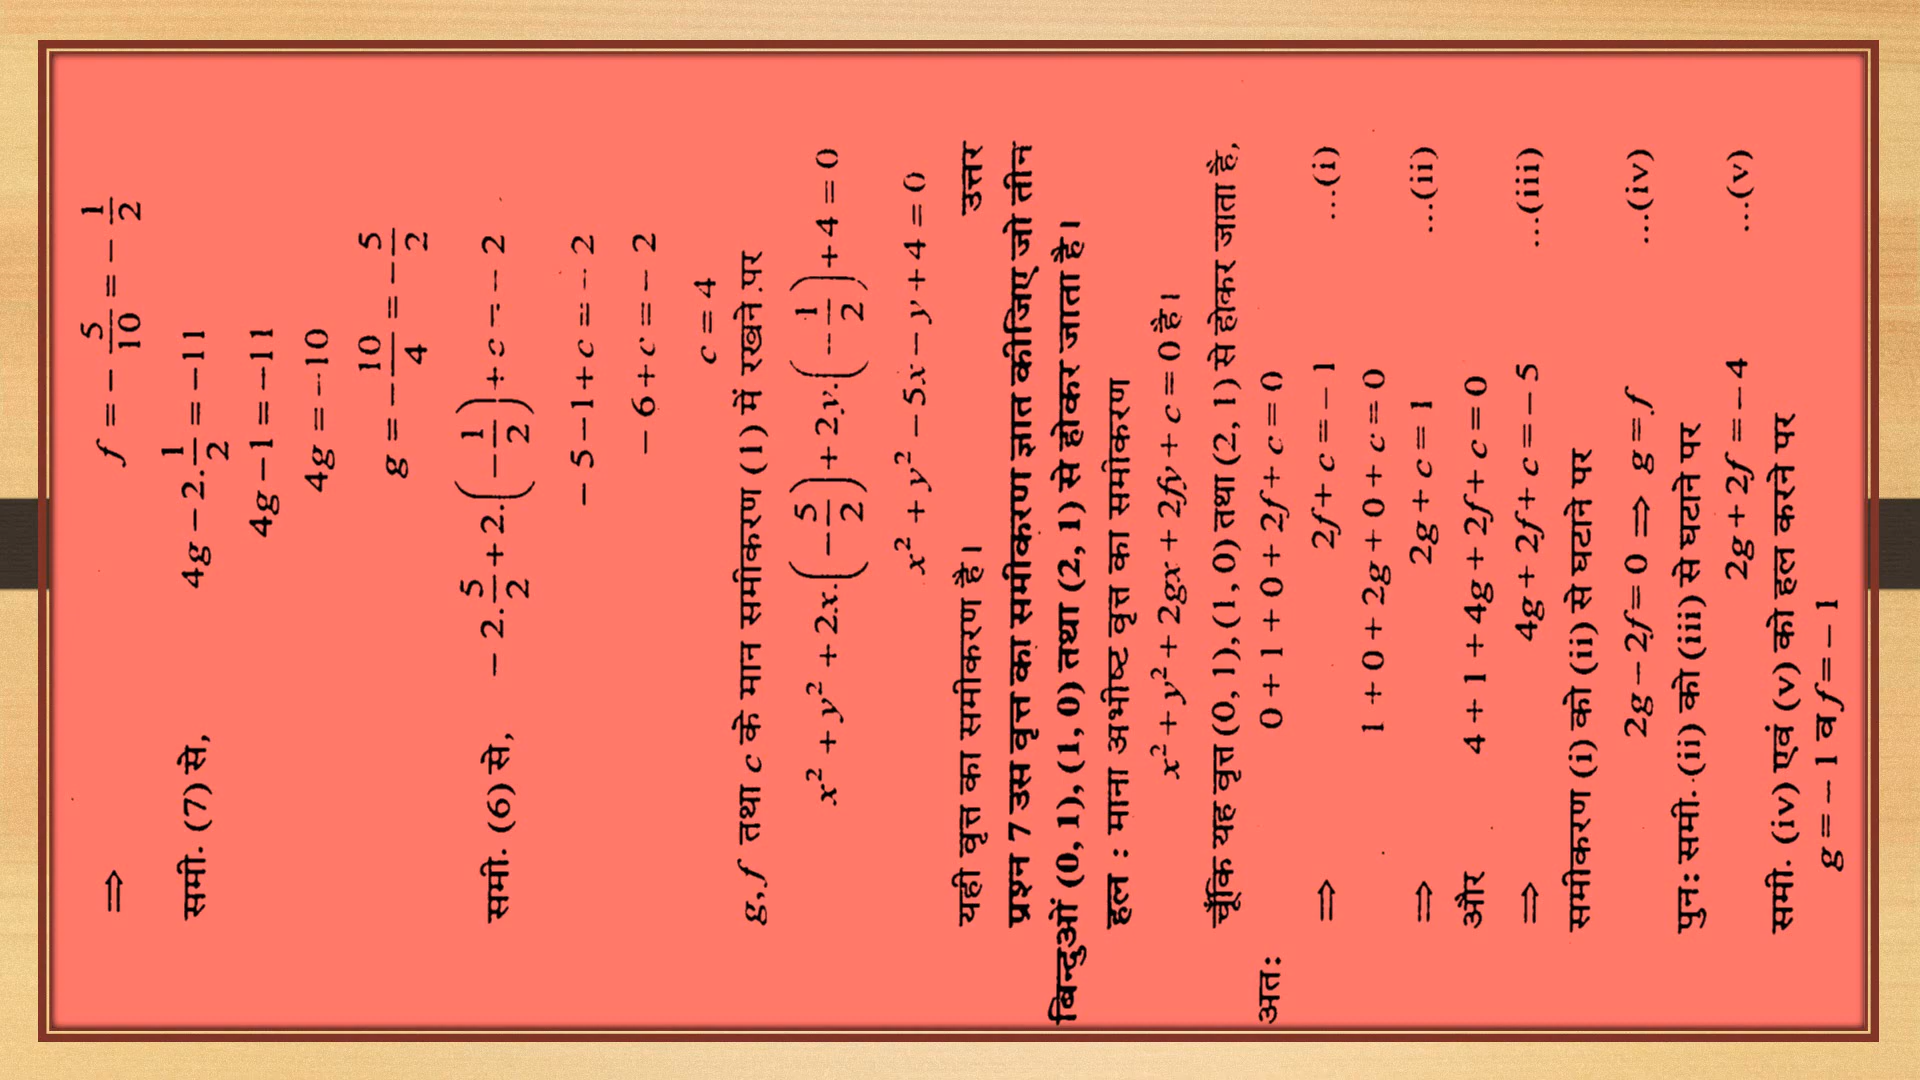 ⇒ f = − 5/10 = − 1/2
समी. (7) से, 4g − 2. 1/2 = −11
4g − 1 = −11
4g = −10
g = − 10/4 = − 5/2
समी. (6) से, − 2. 5/2 + 2. (− 1/2) + c = − 2
− 5 − 1 + c = − 2
− 6 + c = − 2
c = 4
g, f तथा c के मान समीकरण (1) में रखने पर
x² + y² + 2x. (− 5/2) + 2y. (− 1/2) + 4 = 0
x² + y² − 5x − y + 4 = 0
यही वृत्त का समीकरण है। उत्तर
प्रश्न 7 उस वृत्त का समीकरण ज्ञात कीजिए जो तीन
बिन्दुओं (0, 1), (1, 0) तथा (2, 1) से होकर जाता है।
हल : माना अभीष्ट वृत्त का समीकरण
x² + y² + 2gx + 2fy + c = 0 है।
चूँकि यह वृत्त (0, 1), (1, 0) तथा (2, 1) से होकर जाता है,
अतः 0 + 1 + 0 + 2f + c = 0
⇒ 2f + c = − 1 ...(i)
1 + 0 + 2g + 0 + c = 0
⇒ 2g + c = 1 ...(ii)
और 4 + 1 + 4g + 2f + c = 0
⇒ 4g + 2f + c = − 5 ...(iii)
समीकरण (i) को (ii) से घटाने पर
2g − 2f = 0 ⇒ g = f ...(iv)
पुनः समी. (ii) को (iii) से घटाने पर
2g + 2f = − 4 ...(v)
समी. (iv) एवं (v) को हल करने पर
g = − 1 व f = − 1